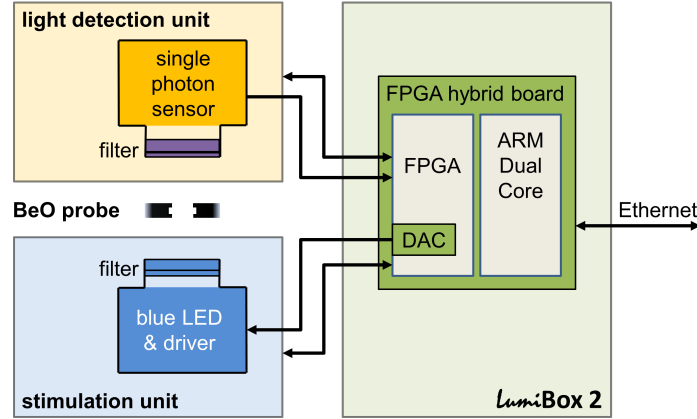 light detection unit
single
photon
sensor
filter
BeO probe
filter
blue LED
& driver
stimulation unit
FPGA hybrid board
FPGA
ARM
Dual
Core
DAC
Ethernet
LumiBox 2